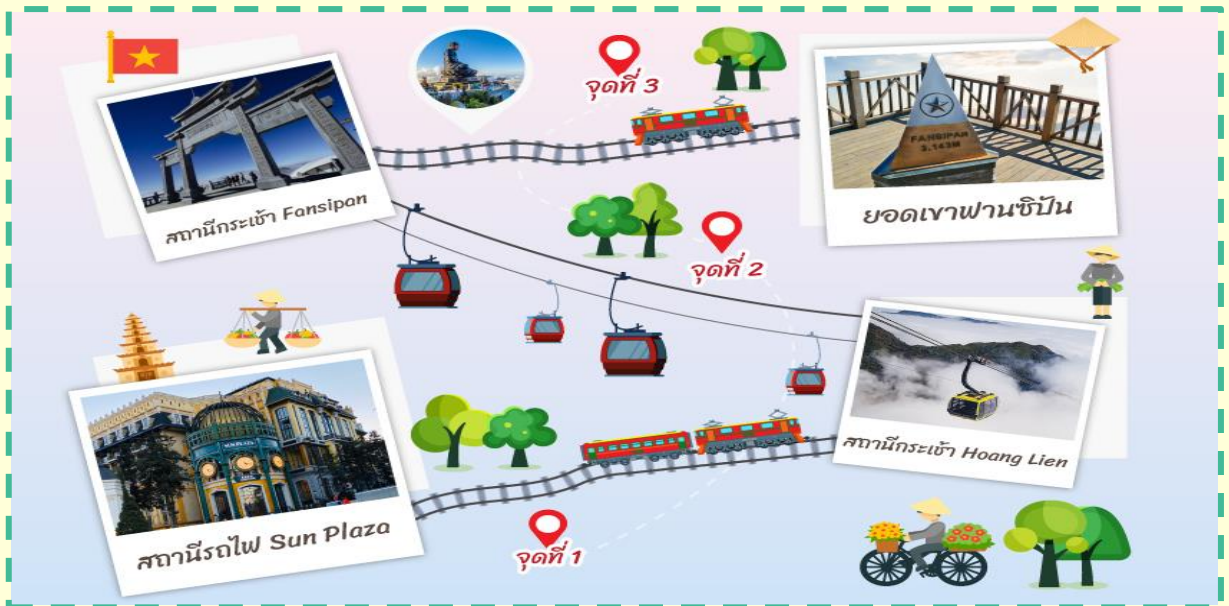 จุดที่ 3
FANSIPAN
3.143M
สถานีกระเช้า Fansipan
ยอดเขาฟานซิปัน
จุดที่ 2
SUN PLAZA
สถานีกระเช้า Hoang Lien
สถานีรถไฟ Sun Plaza
จุดที่ 1